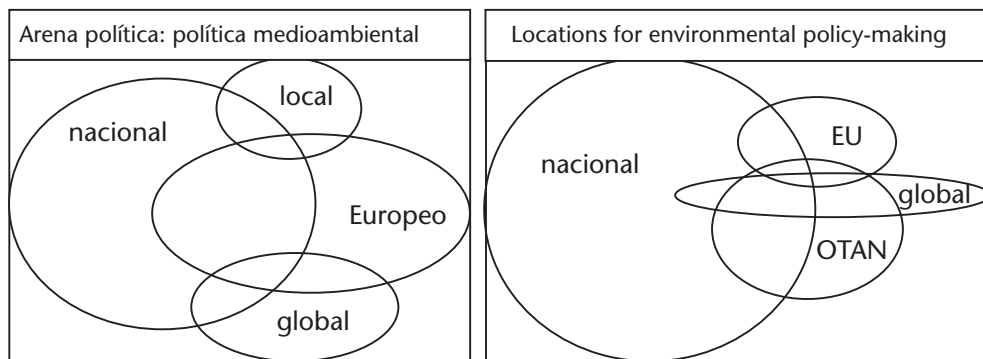 Arena política: política medioambiental
local
nacional
Europeo
global
Locations for environmental policy-making
EU
nacional
global
OTAN